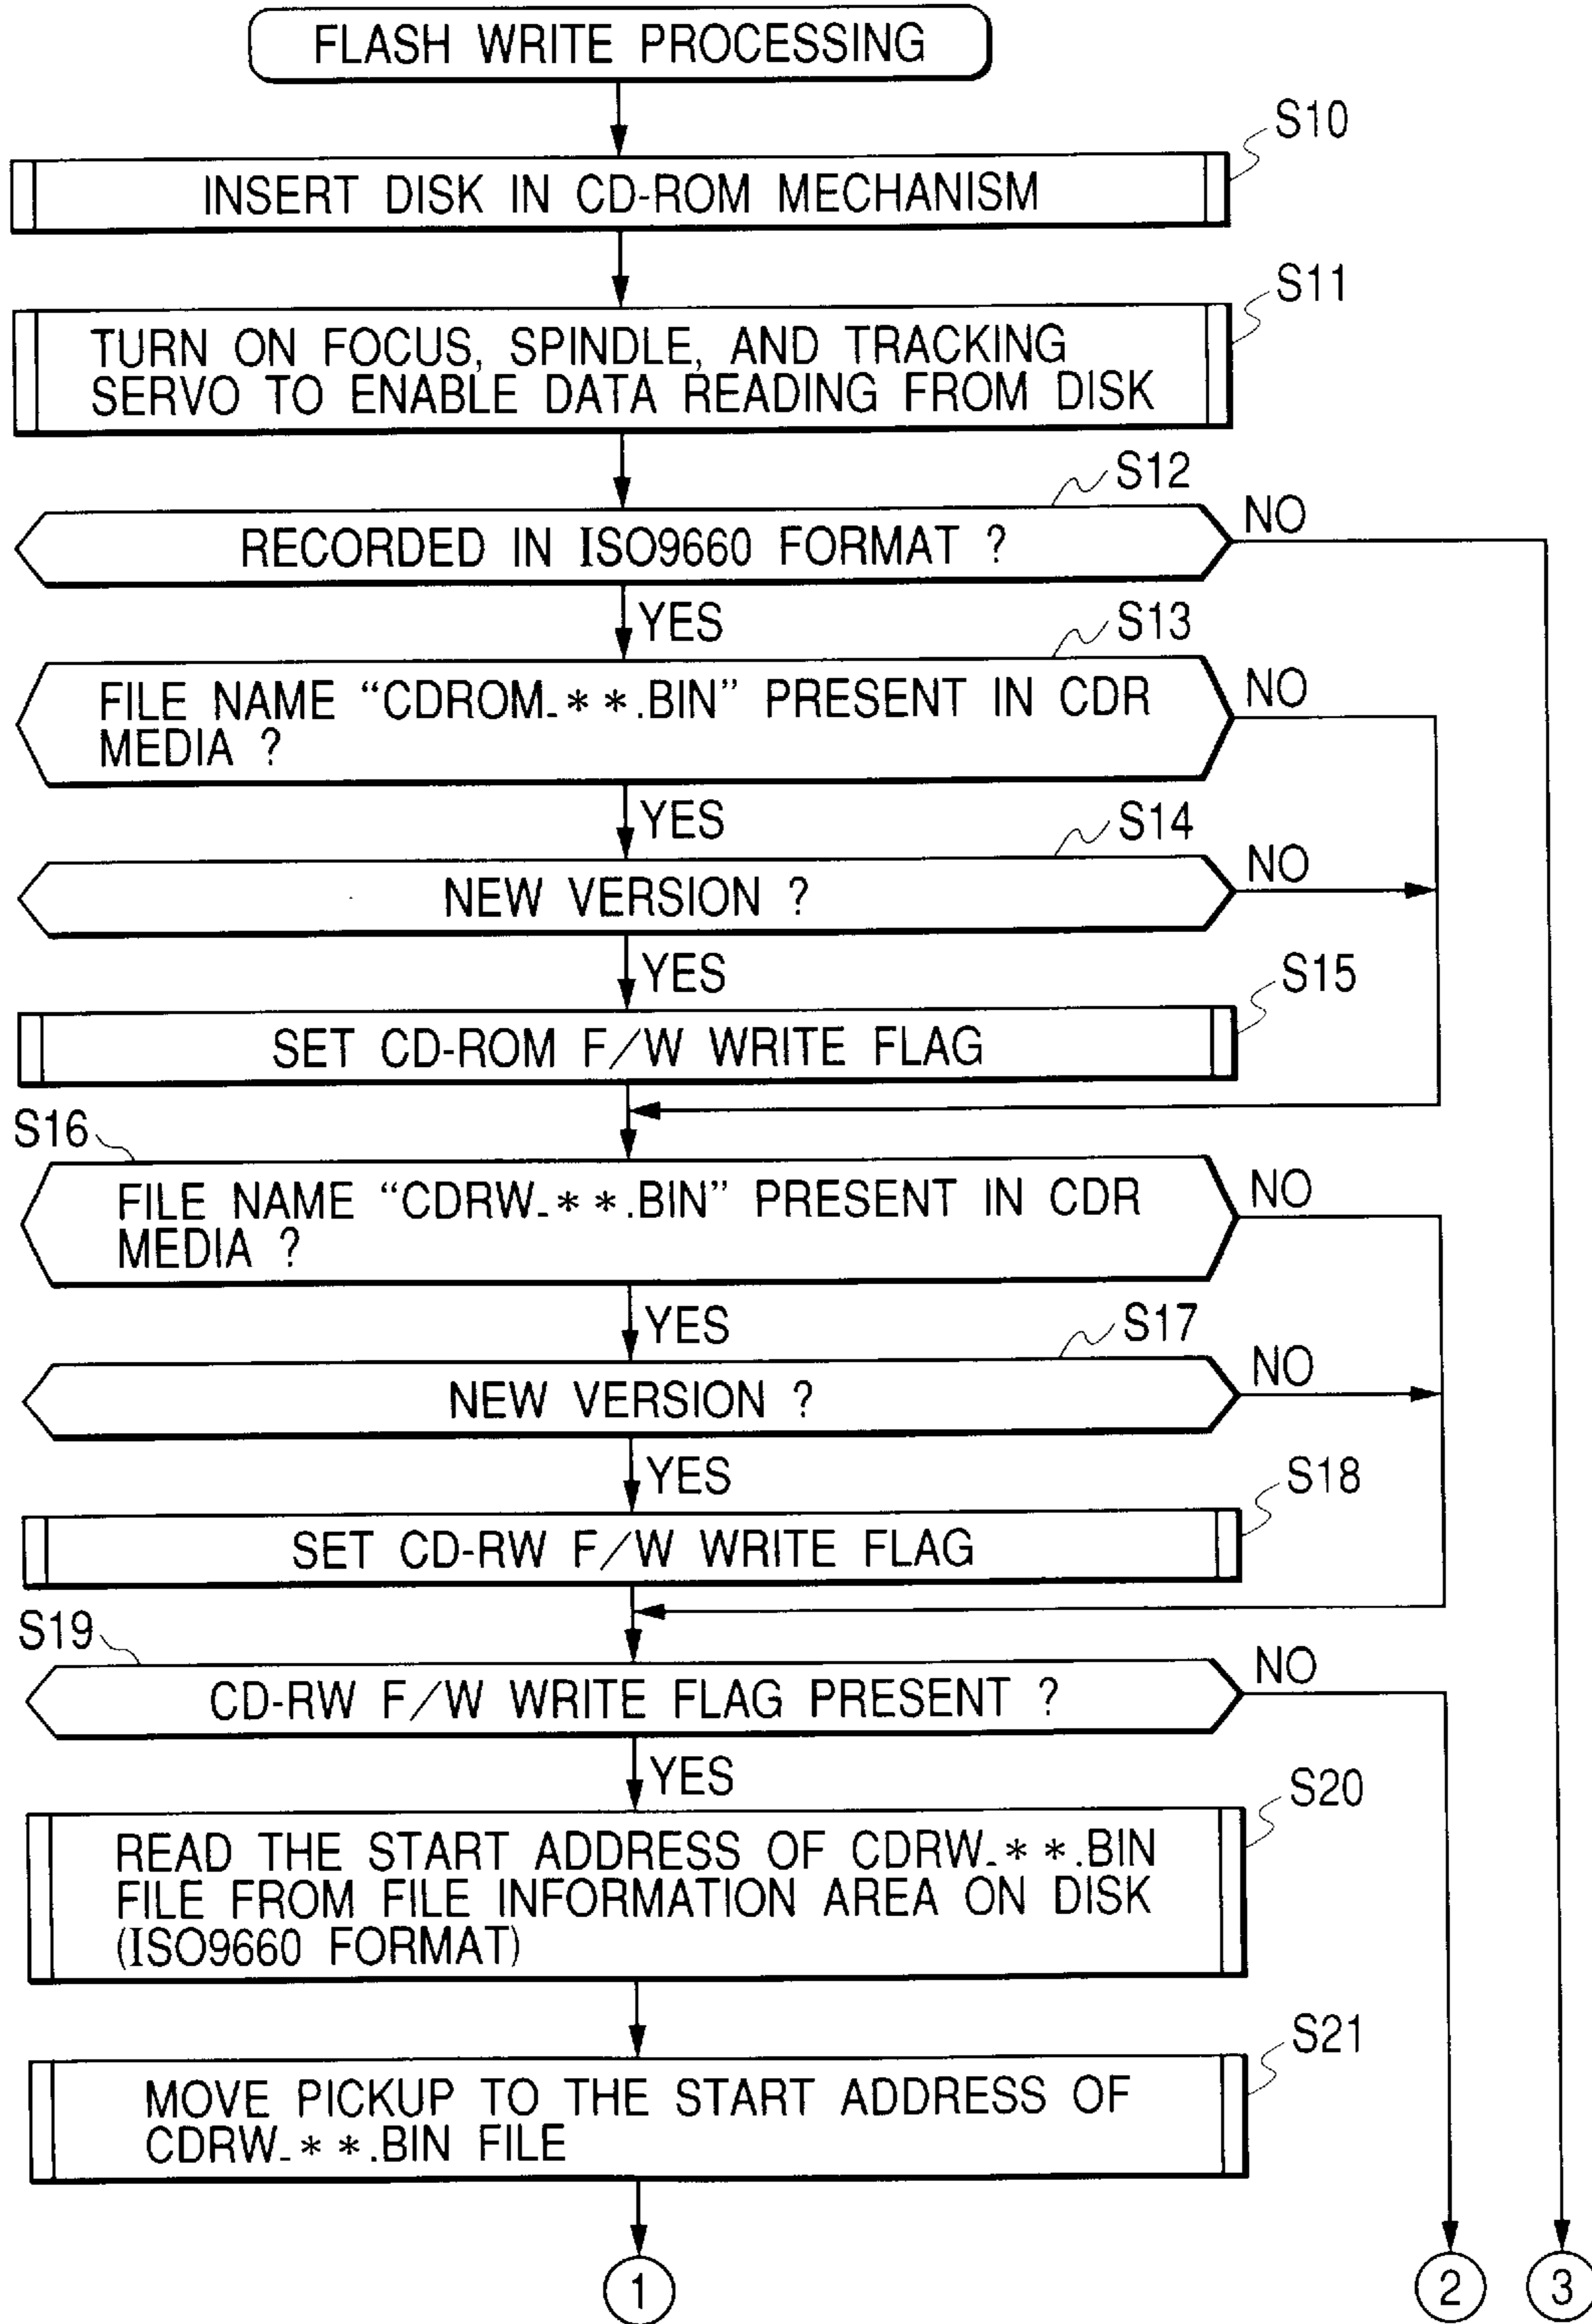 FLASH WRITE PROCESSING
S10
INSERT DISK IN CD-ROM MECHANISM
S11
TURN ON FOCUS, SPINDLE, AND TRACKING
SERVO TO ENABLE DATA READING FROM DISK
S12
RECORDED IN ISO9660 FORMAT ?
NO
YES
S13
FILE NAME “CDROM_**.BIN” PRESENT IN CDR
MEDIA ?
NO
YES
S14
NEW VERSION ?
NO
YES
S15
SET CD-ROM F/W WRITE FLAG
S16
FILE NAME “CDRW_**.BIN” PRESENT IN CDR
MEDIA ?
NO
YES
S17
NEW VERSION ?
NO
YES
S18
SET CD-RW F/W WRITE FLAG
S19
CD-RW F/W WRITE FLAG PRESENT ?
NO
YES
S20
READ THE START ADDRESS OF CDRW_**.BIN
FILE FROM FILE INFORMATION AREA ON DISK
(ISO9660 FORMAT)
S21
MOVE PICKUP TO THE START ADDRESS OF
CDRW_**.BIN FILE
1
2
3